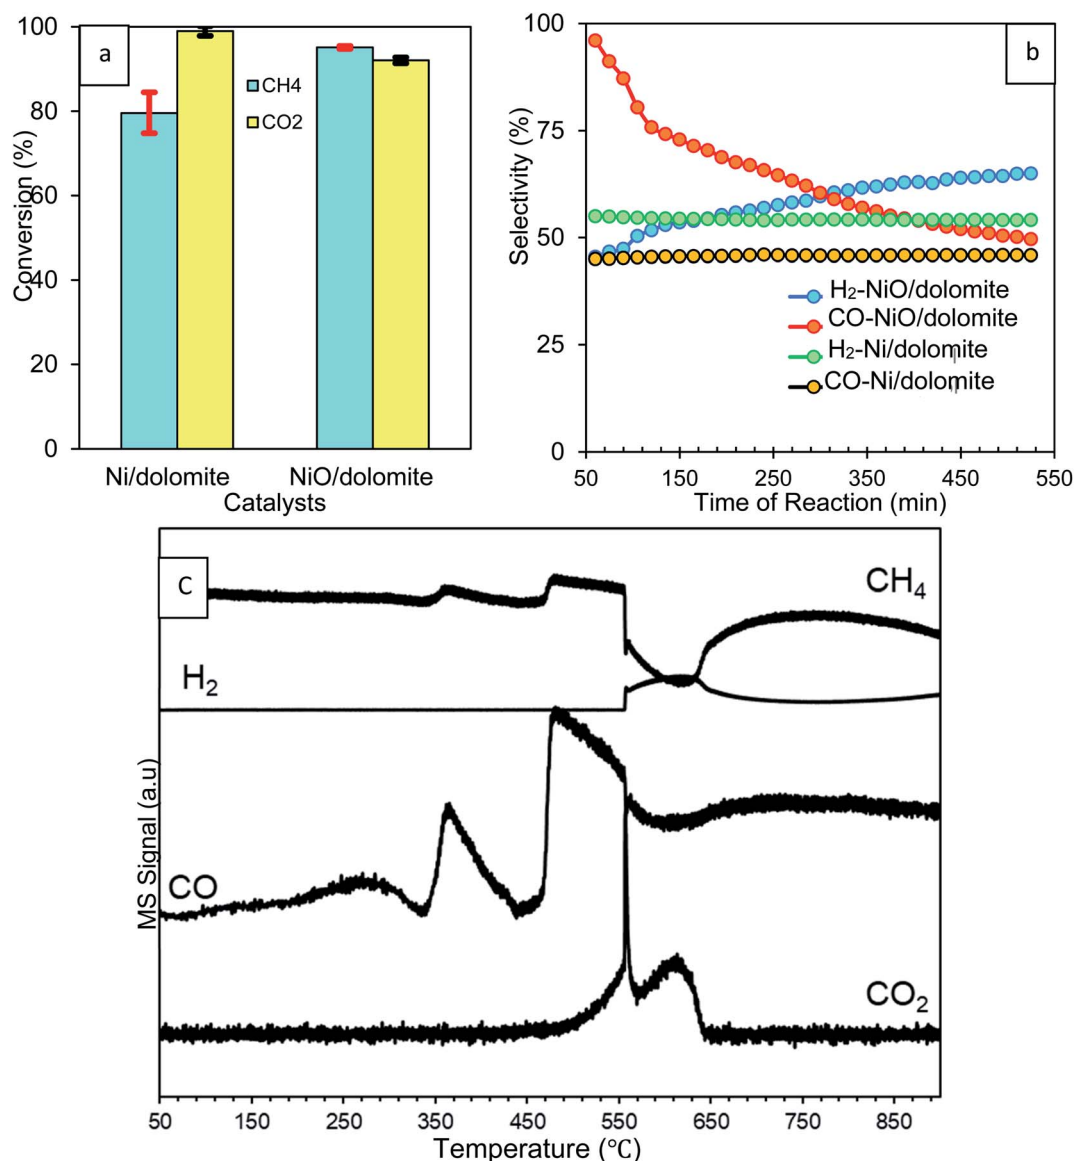 a
100
80
60
40
20
0
Conversion (%)
CH4
CO2
Ni/dolomite
NiO/dolomite
Catalysts
b
100
75
50
25
0
Selectivity (%)
H₂-NiO/dolomite
CO-NiO/dolomite
H₂-Ni/dolomite
CO-Ni/dolomite
50 150 250 350 450 550
Time of Reaction (min)
C
CH₄
H₂
CO
CO₂
MS Signal (a.u)
50 150 250 350 450 550 650 750 850
Temperature (℃)